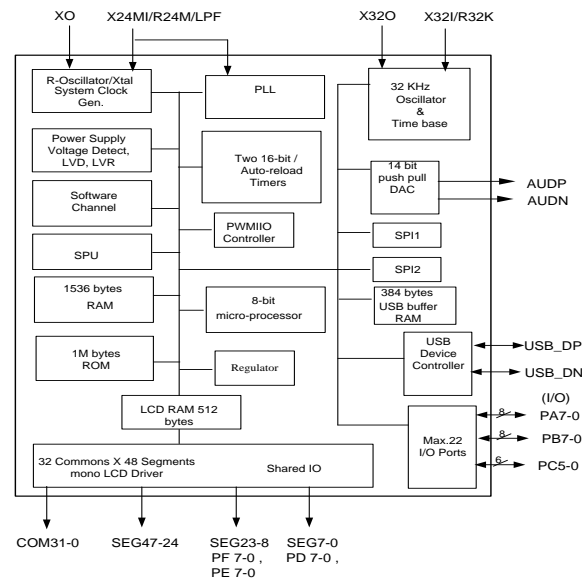 XO
X24MI/R24M/LPF
X32O
X32I/R32K
R-Oscillator/Xtal
System Clock
Gen.
PLL
32 KHz
Oscillator
&
Time base
Power Supply
Voltage Detect,
LVD, LVR
Two 16-bit /
Auto-reload
Timers
14 bit
push pull
DAC
AUDP
AUDN
Software
Channel
PWMIIO
Controller
SPI1
SPU
SPI2
1536 bytes
RAM
8-bit
micro-processor
384 bytes
USB buffer
RAM
1M bytes
ROM
Regulator
USB
Device
Controller
USB_DP
USB_DN
(I/O)
LCD RAM 512
bytes
Max.22
I/O Ports
8
PA7-0
8
PB7-0
6
PC5-0
32 Commons X 48 Segments
mono LCD Driver
Shared IO
COM31-0
SEG47-24
SEG23-8
PF 7-0 ,
PE 7-0
SEG7-0
PD 7-0 ,